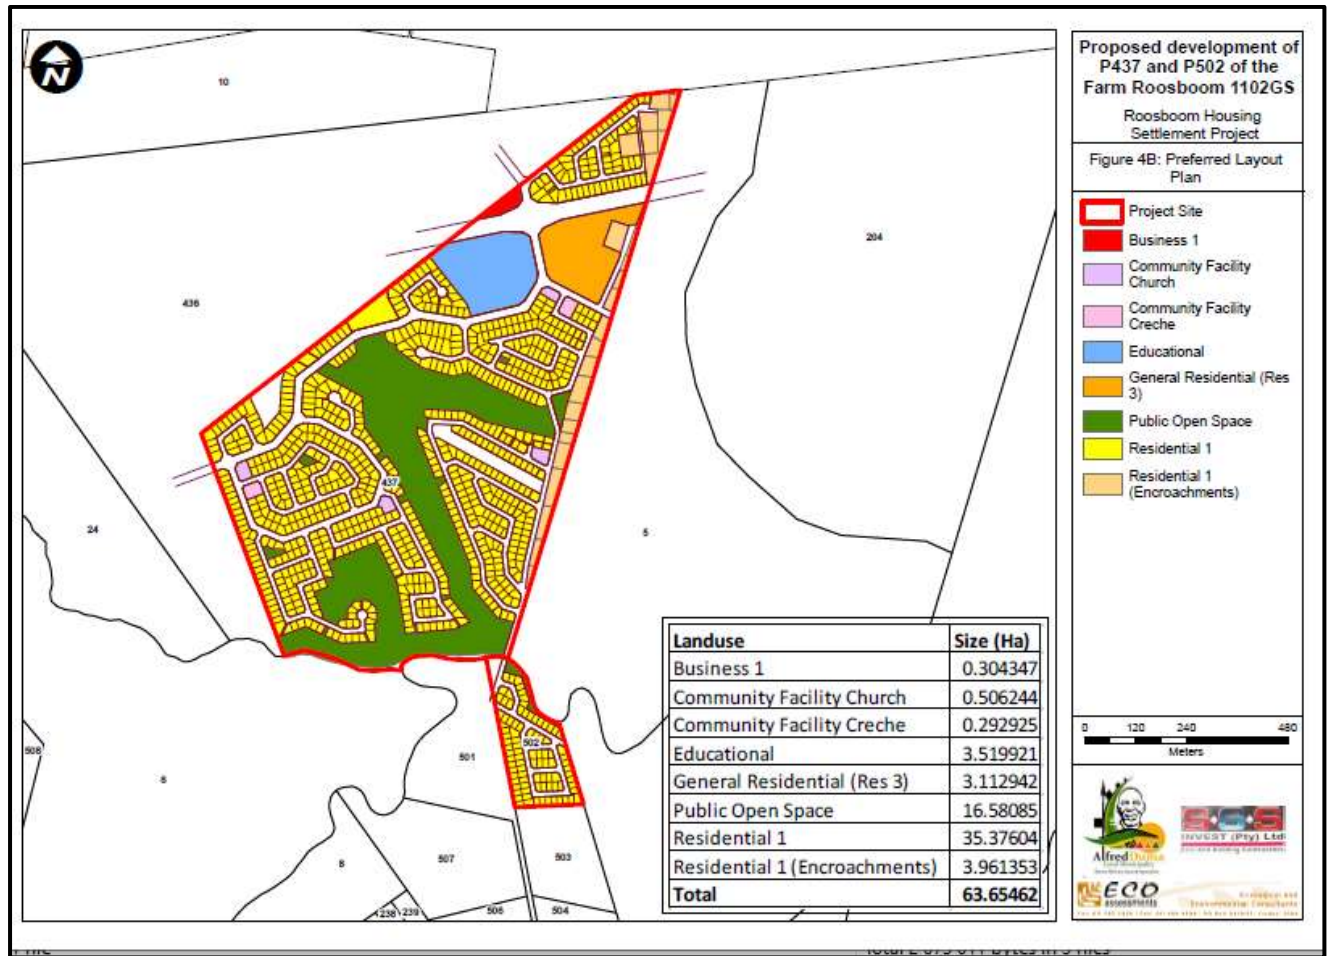 N
10
436
204
24
437
5
6
501
502
508
507
503
8
238
239
506
504
Landuse Size (Ha)
Business 1 0.304347
Community Facility Church 0.506244
Community Facility Creche 0.292925
Educational 3.519921
General Residential (Res 3) 3.112942
Public Open Space 16.58085
Residential 1 35.37604
Residential 1 (Encroachments) 3.961353
Total 63.65462
Proposed development of
P437 and P502 of the
Farm Roosboom 1102GS
Roosboom Housing
Settlement Project
Figure 4B: Preferred Layout
Plan
Project Site
Business 1
Community Facility
Church
Community Facility
Creche
Educational
General Residential (Res
3)
Public Open Space
Residential 1
Residential 1
(Encroachments)
0 120 240 480
Meters
AlfredDuma
SGS
INVEST (Pty) Ltd
ECO
assessments
Environmental Consultants